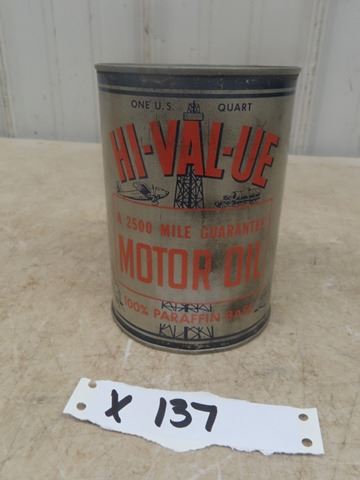 ONE U.S. QUART
HI-VAL-UE
A 2500 MILE GUARANTEE
MOTOR OIL
100% PARAFFIN BASE
X 137